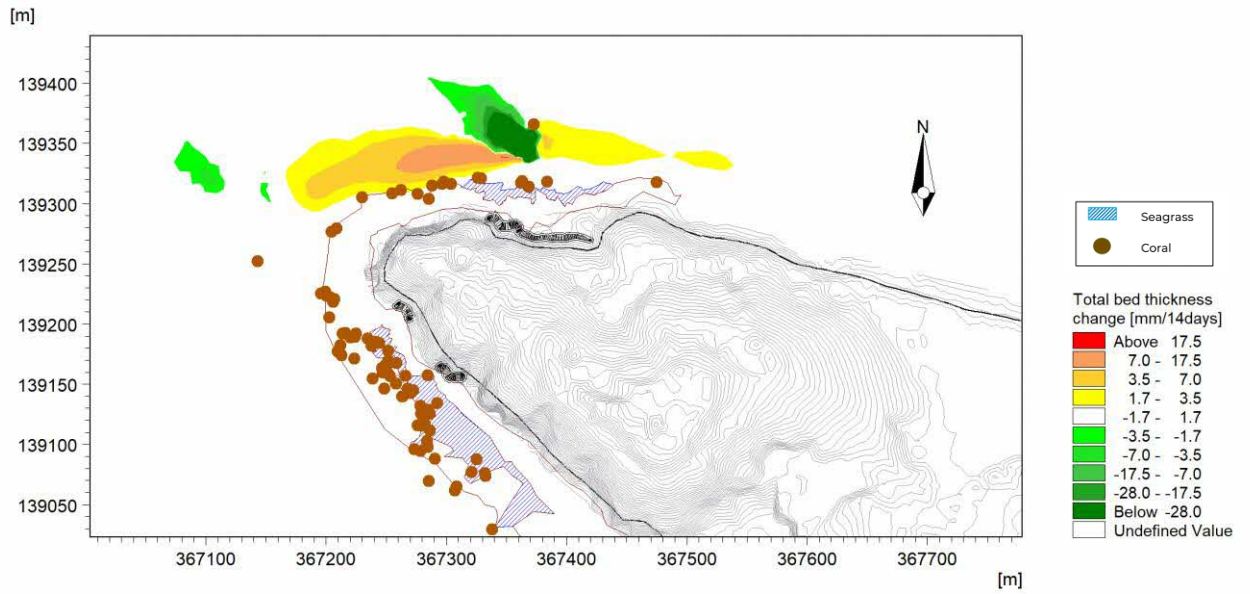 [m]
139400
139350
139300
139250
139200
139150
139100
139050
367100 367200 367300 367400 367500 367600 367700
[m]
N
Seagrass
Coral
Total bed thickness
change [mm/14days]
Above 17.5
7.0 - 17.5
3.5 - 7.0
1.7 - 3.5
-1.7 - 1.7
-3.5 - -1.7
-7.0 - -3.5
-17.5 - -7.0
-28.0 - -17.5
Below -28.0
Undefined Value